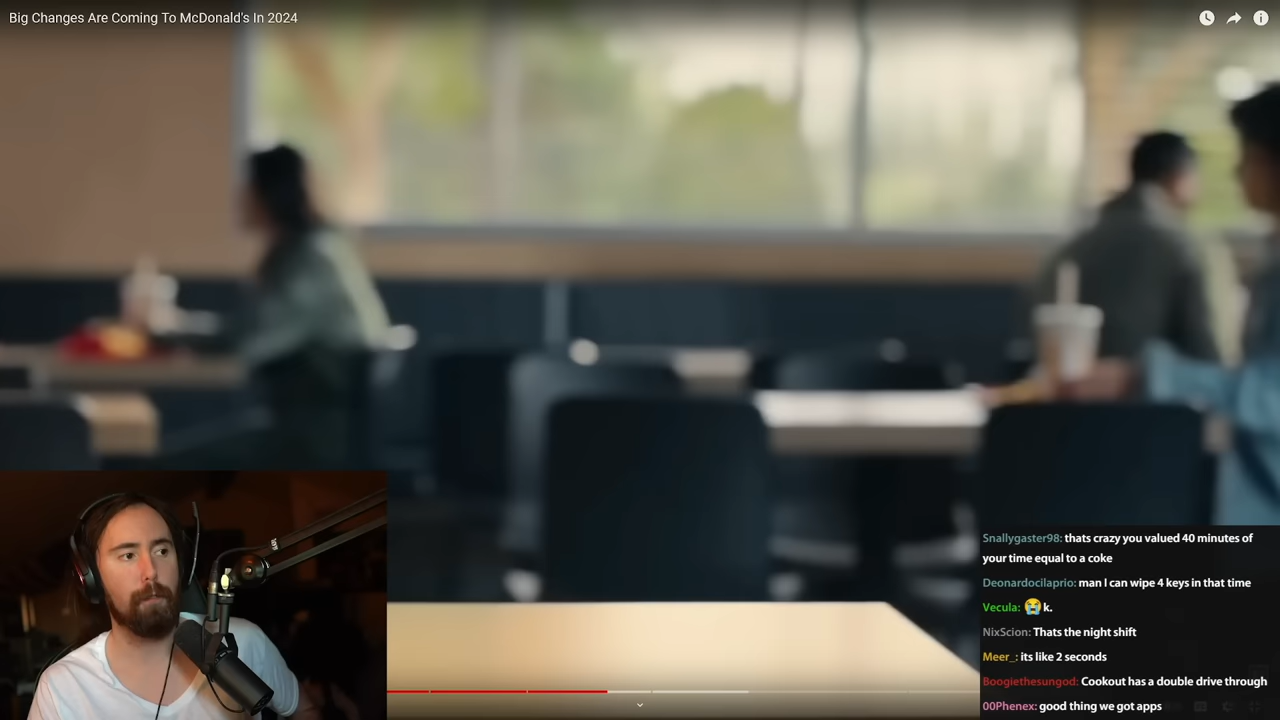 Big Changes Are Coming To McDonald's In 2024
Snallygaster98: thats crazy you valued 40 minutes of
your time equal to a coke
Deonardocilaprio: man I can wipe 4 keys in that time
Vecula: 😭 k.
NixScion: Thats the night shift
Meer_: its like 2 seconds
Boogiethesungod: Cookout has a double drive through
00Phenex: good thing we got apps